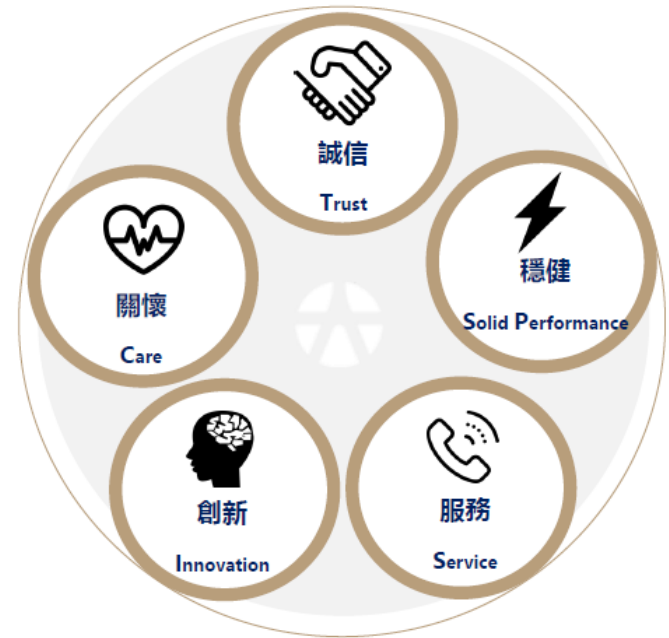 誠信
Trust
穩健
Solid Performance
服務
Service
創新
Innovation
關懷
Care